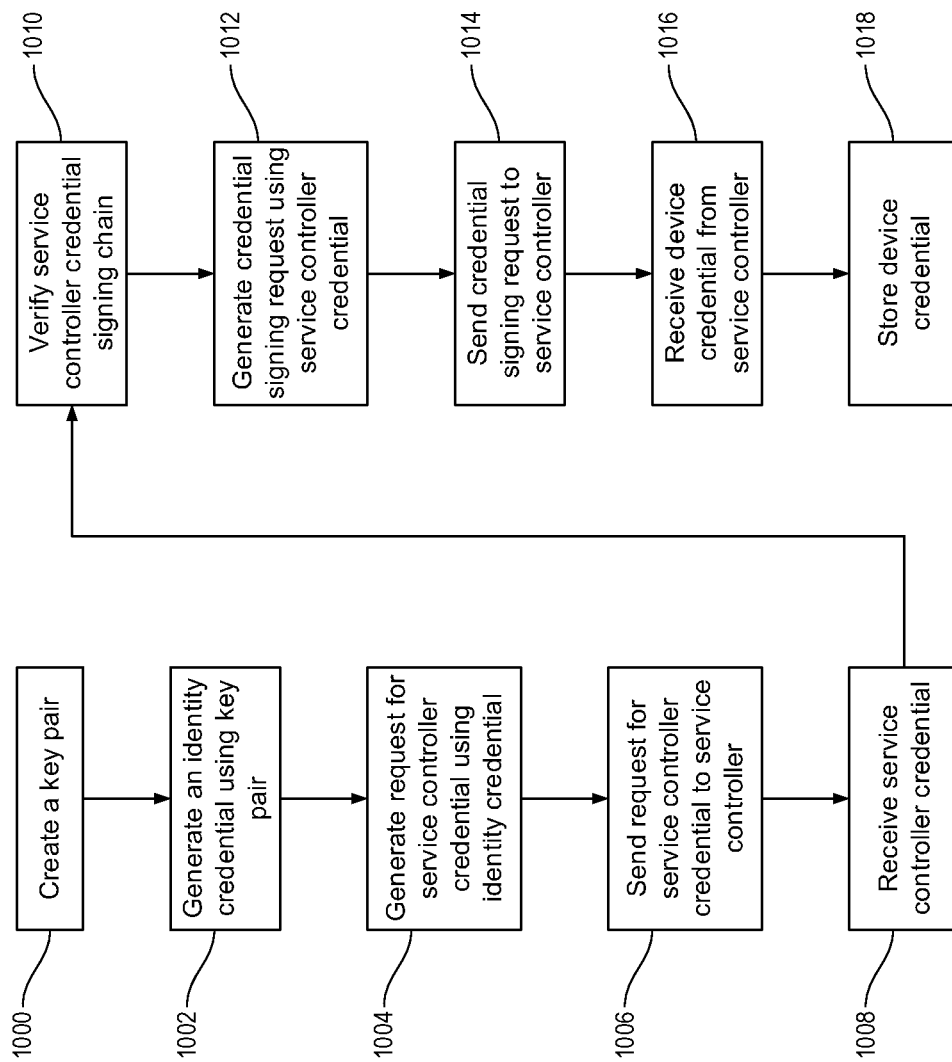 1000
Create a key pair
1002
Generate an identity
credential using key
pair
1004
Generate request for
service controller
credential using
identity credential
1006
Send request for
service controller
credential to service
controller
1008
Receive service
controller credential
1010
Verify service
controller credential
signing chain
1012
Generate credential
signing request using
service controller
credential
1014
Send credential
signing request to
service controller
1016
Receive device
credential from
service controller
1018
Store device
credential